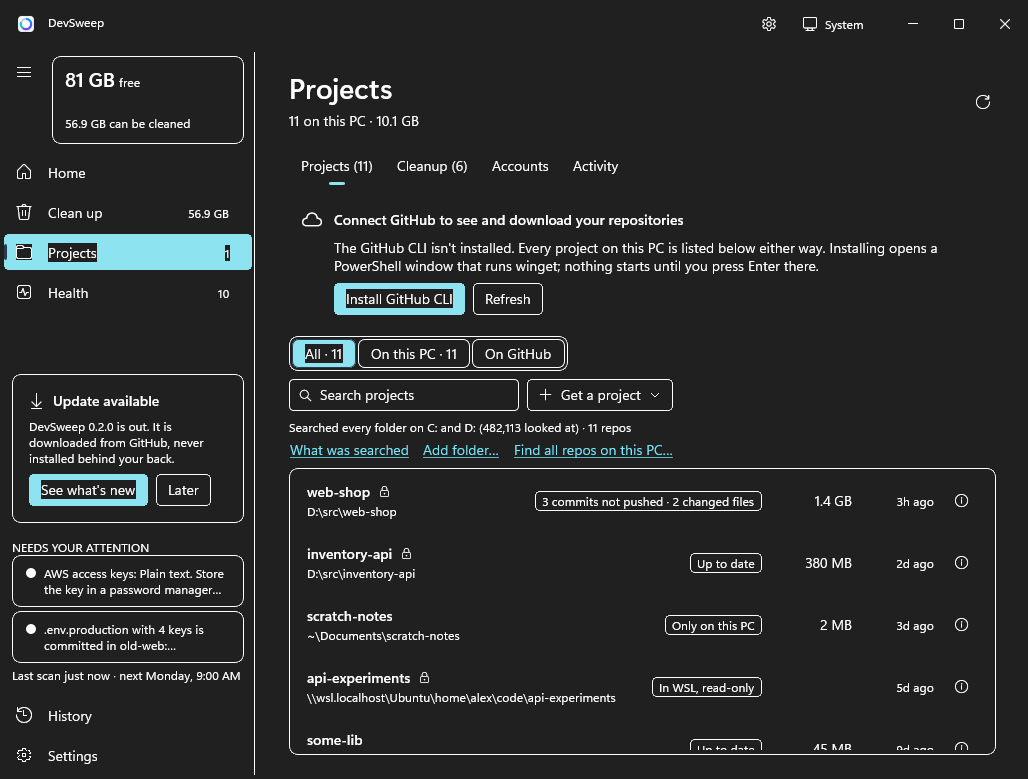 DevSweep
System
81 GB free
56.9 GB can be cleaned
Home
Clean up 56.9 GB
Projects 1
Health 10
Update available
DevSweep 0.2.0 is out. It is
downloaded from GitHub, never
installed behind your back.
See what's new
Later
NEEDS YOUR ATTENTION
AWS access keys: Plain text. Store
the key in a password manager...
.env.production with 4 keys is
committed in old-web:...
Last scan just now · next Monday, 9:00 AM
History
Settings
Projects
11 on this PC · 10.1 GB
Projects (11) Cleanup (6) Accounts Activity
Connect GitHub to see and download your repositories
The GitHub CLI isn't installed. Every project on this PC is listed below either way. Installing opens a
PowerShell window that runs winget; nothing starts until you press Enter there.
Install GitHub CLI Refresh
All · 11 On this PC · 11 On GitHub
Search projects Get a project
Searched every folder on C: and D: (482,113 looked at) · 11 repos
What was searched Add folder... Find all repos on this PC...
web-shop
D:\src\web-shop
3 commits not pushed · 2 changed files 1.4 GB 3h ago
inventory-api
D:\src\inventory-api
Up to date 380 MB 2d ago
scratch-notes
~\Documents\scratch-notes
Only on this PC 2 MB 3d ago
api-experiments
\\wsl.localhost\Ubuntu\home\alex\code\api-experiments
In WSL, read-only 5d ago
some-lib
Up to date 45 MB 9d ago